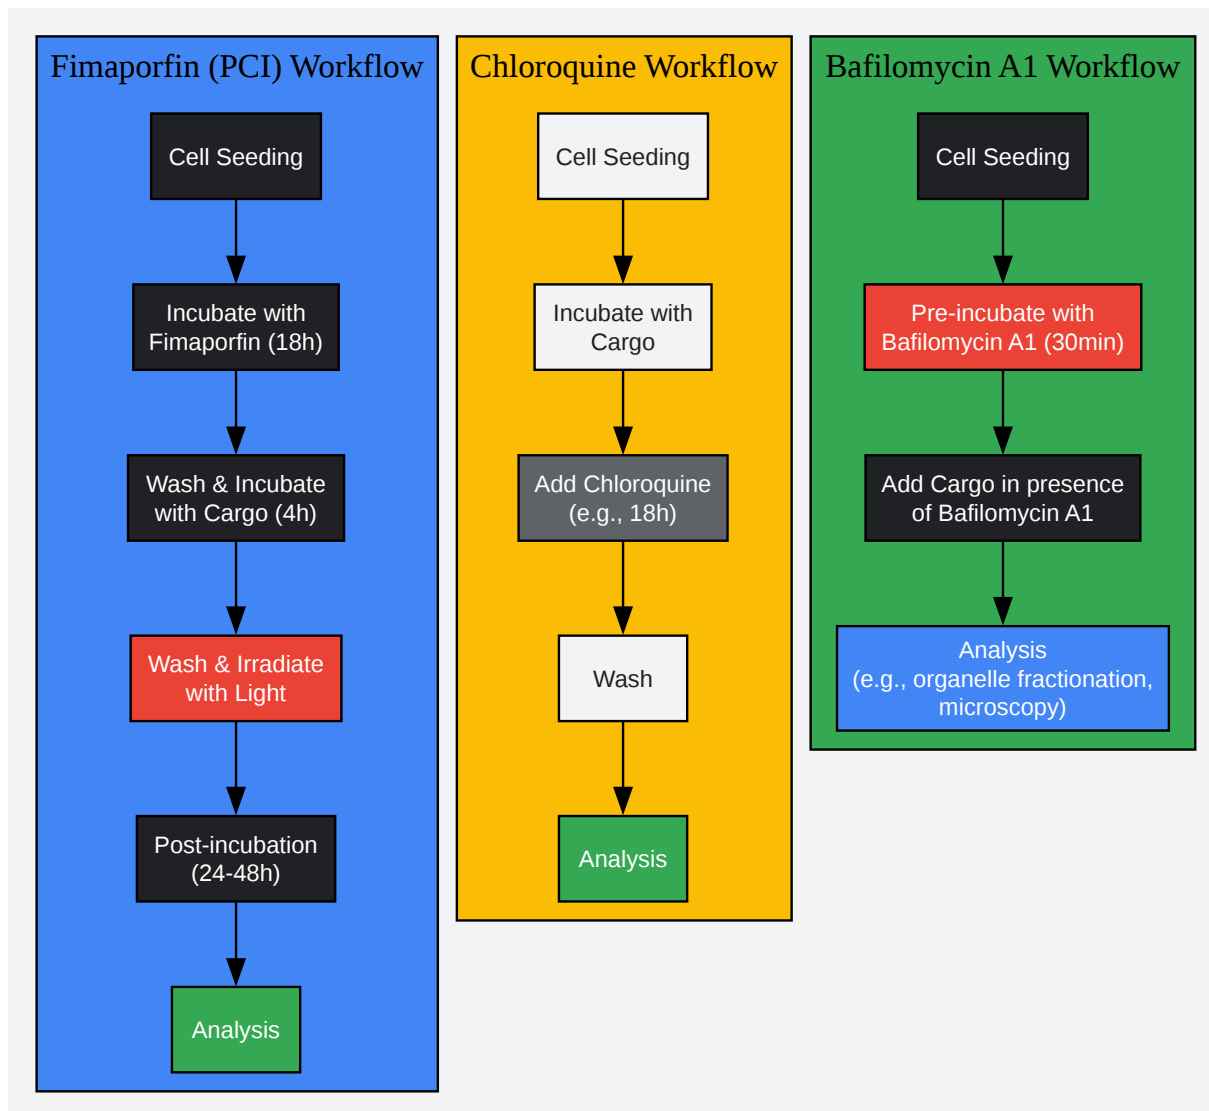 Fimaporfin (PCI) Workflow
Cell Seeding
Incubate with
Fimaporfin (18h)
Wash & Incubate
with Cargo (4h)
Wash & Irradiate
with Light
Post-incubation
(24-48h)
Analysis
Chloroquine Workflow
Cell Seeding
Incubate with
Cargo
Add Chloroquine
(e.g., 18h)
Wash
Analysis
Bafilomycin A1 Workflow
Cell Seeding
Pre-incubate with
Bafilomycin A1 (30min)
Add Cargo in presence
of Bafilomycin A1
Analysis
(e.g., organelle fractionation,
microscopy)